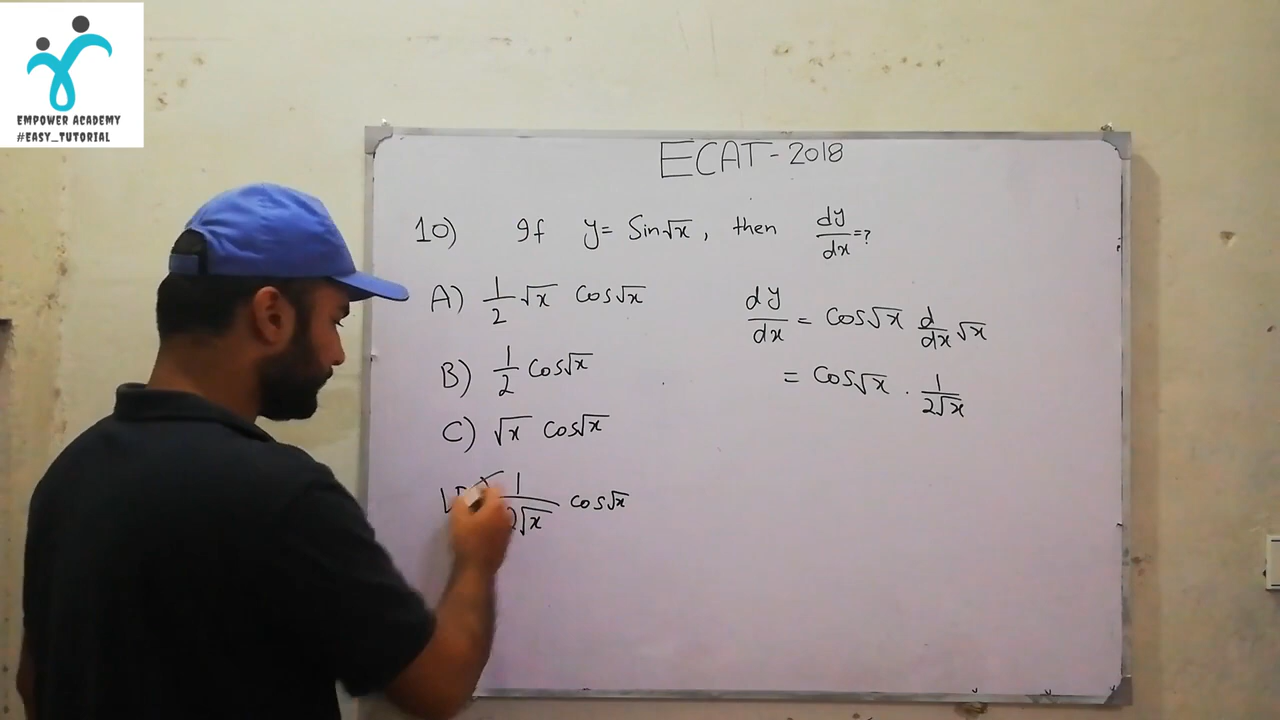 EMPOWER ACADEMY
#EASY_TUTORIAL
ECAT-2018
10) If y = Sin√x, then dy/dx = ?
A) 1/2 √x Cos√x
dy/dx = Cos√x d/dx √x
B) 1/2 Cos√x
= Cos√x · 1/2√x
C) √x Cos√x
1/2√x Cos√x